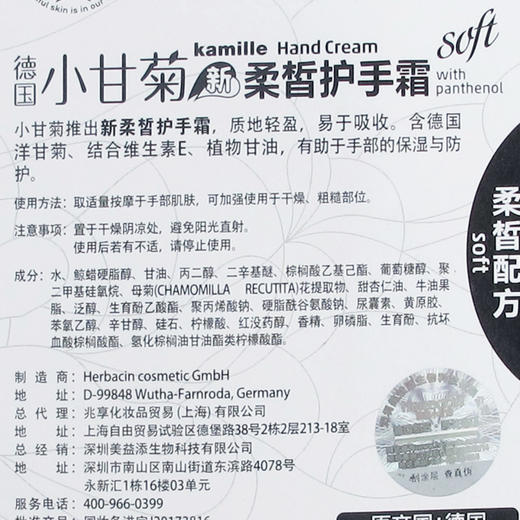 kamille Hand Cream
soft
with
panthenol
德国
小甘菊
新
柔皙护手霜
小甘菊推出新柔皙护手霜，质地轻盈，易于吸收。含德国
洋甘菊、结合维生素E、植物甘油，有助于手部的保湿与防
护。
使用方法：取适量按摩于手部肌肤，可加强使用于干燥、粗糙部位。
注意事项：置于干燥阴凉处，避免阳光直射。
使用后若有不适，请停止使用。
成分：水、鲸蜡硬脂醇、甘油、丙二醇、二辛基醚、棕榈酸乙基己酯、葡萄糖醇、聚
二甲基硅氧烷、母菊(CHAMOMILLA RECUTITA)花提取物、甜杏仁油、牛油果
脂、泛醇、生育酚乙酸酯、聚丙烯酸钠、硬脂酰谷氨酸钠、尿囊素、黄原胶、
苯氧乙醇、辛甘醇、硅石、柠檬酸、红没药醇、香精、卵磷脂、生育酚、抗坏
血酸棕榈酸酯、氢化棕榈油甘油酯类柠檬酸酯。
柔皙配方
soft
制造商：Herbacin cosmetic GmbH
地址：D-99848 Wutha-Farnroda, Germany
总代理：兆享化妆品贸易(上海)有限公司
地址：上海自由贸易试验区德堡路38号2栋2层213-18室
总经销：深圳美益添生物科技有限公司
地址：深圳市南山区南山街道东滨路4078号
永新汇1栋16楼03单元
服务电话：400-966-0399
刮涂层 查真伪